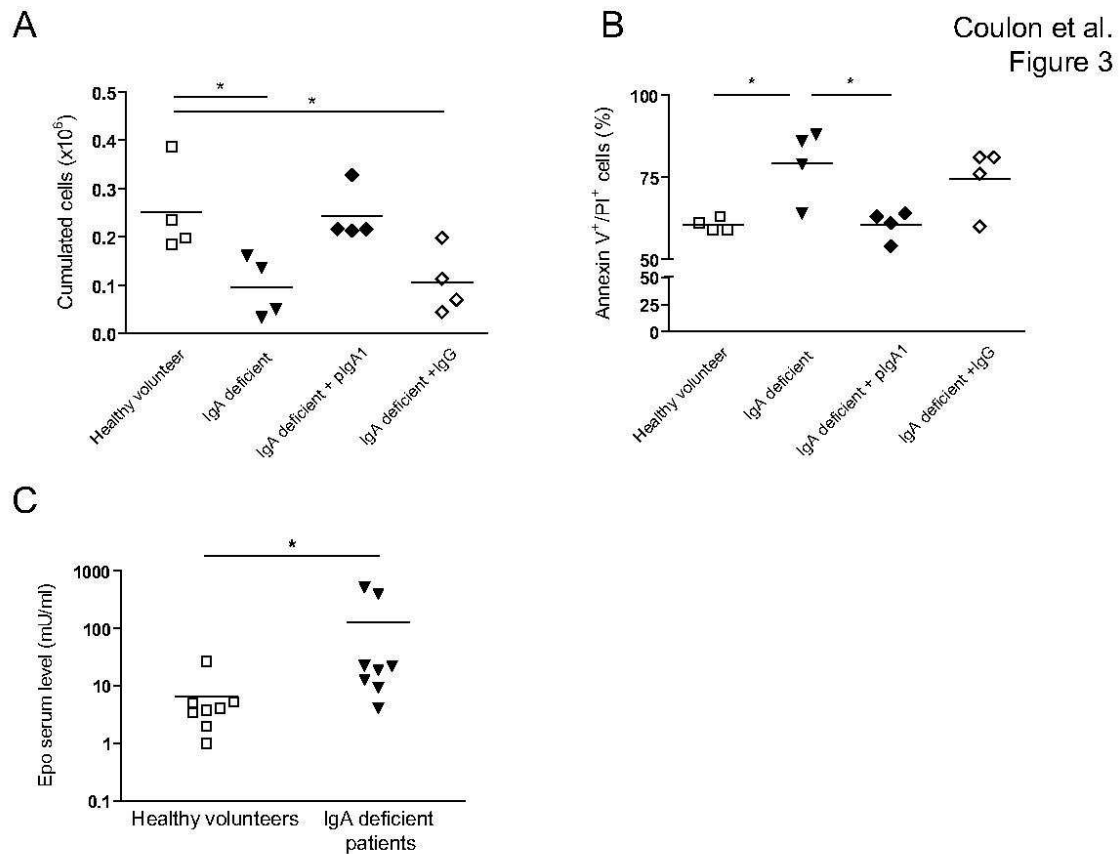 A
B
Coulon et al.
Figure 3
*
*
Cumulated cells (x10⁶)
0.5
0.4
0.3
0.2
0.1
0.0
Healthy volunteer
IgA deficient
IgA deficient + pIgA1
IgA deficient +IgG
*
*
Annexin V⁺/PI⁺ cells (%)
100
75
50
50
25
0
Healthy volunteer
IgA deficient
IgA deficient + pIgA1
IgA deficient +IgG
C
*
Epo serum level (mU/ml)
1000
100
10
1
0.1
Healthy volunteers
IgA deficient
patients